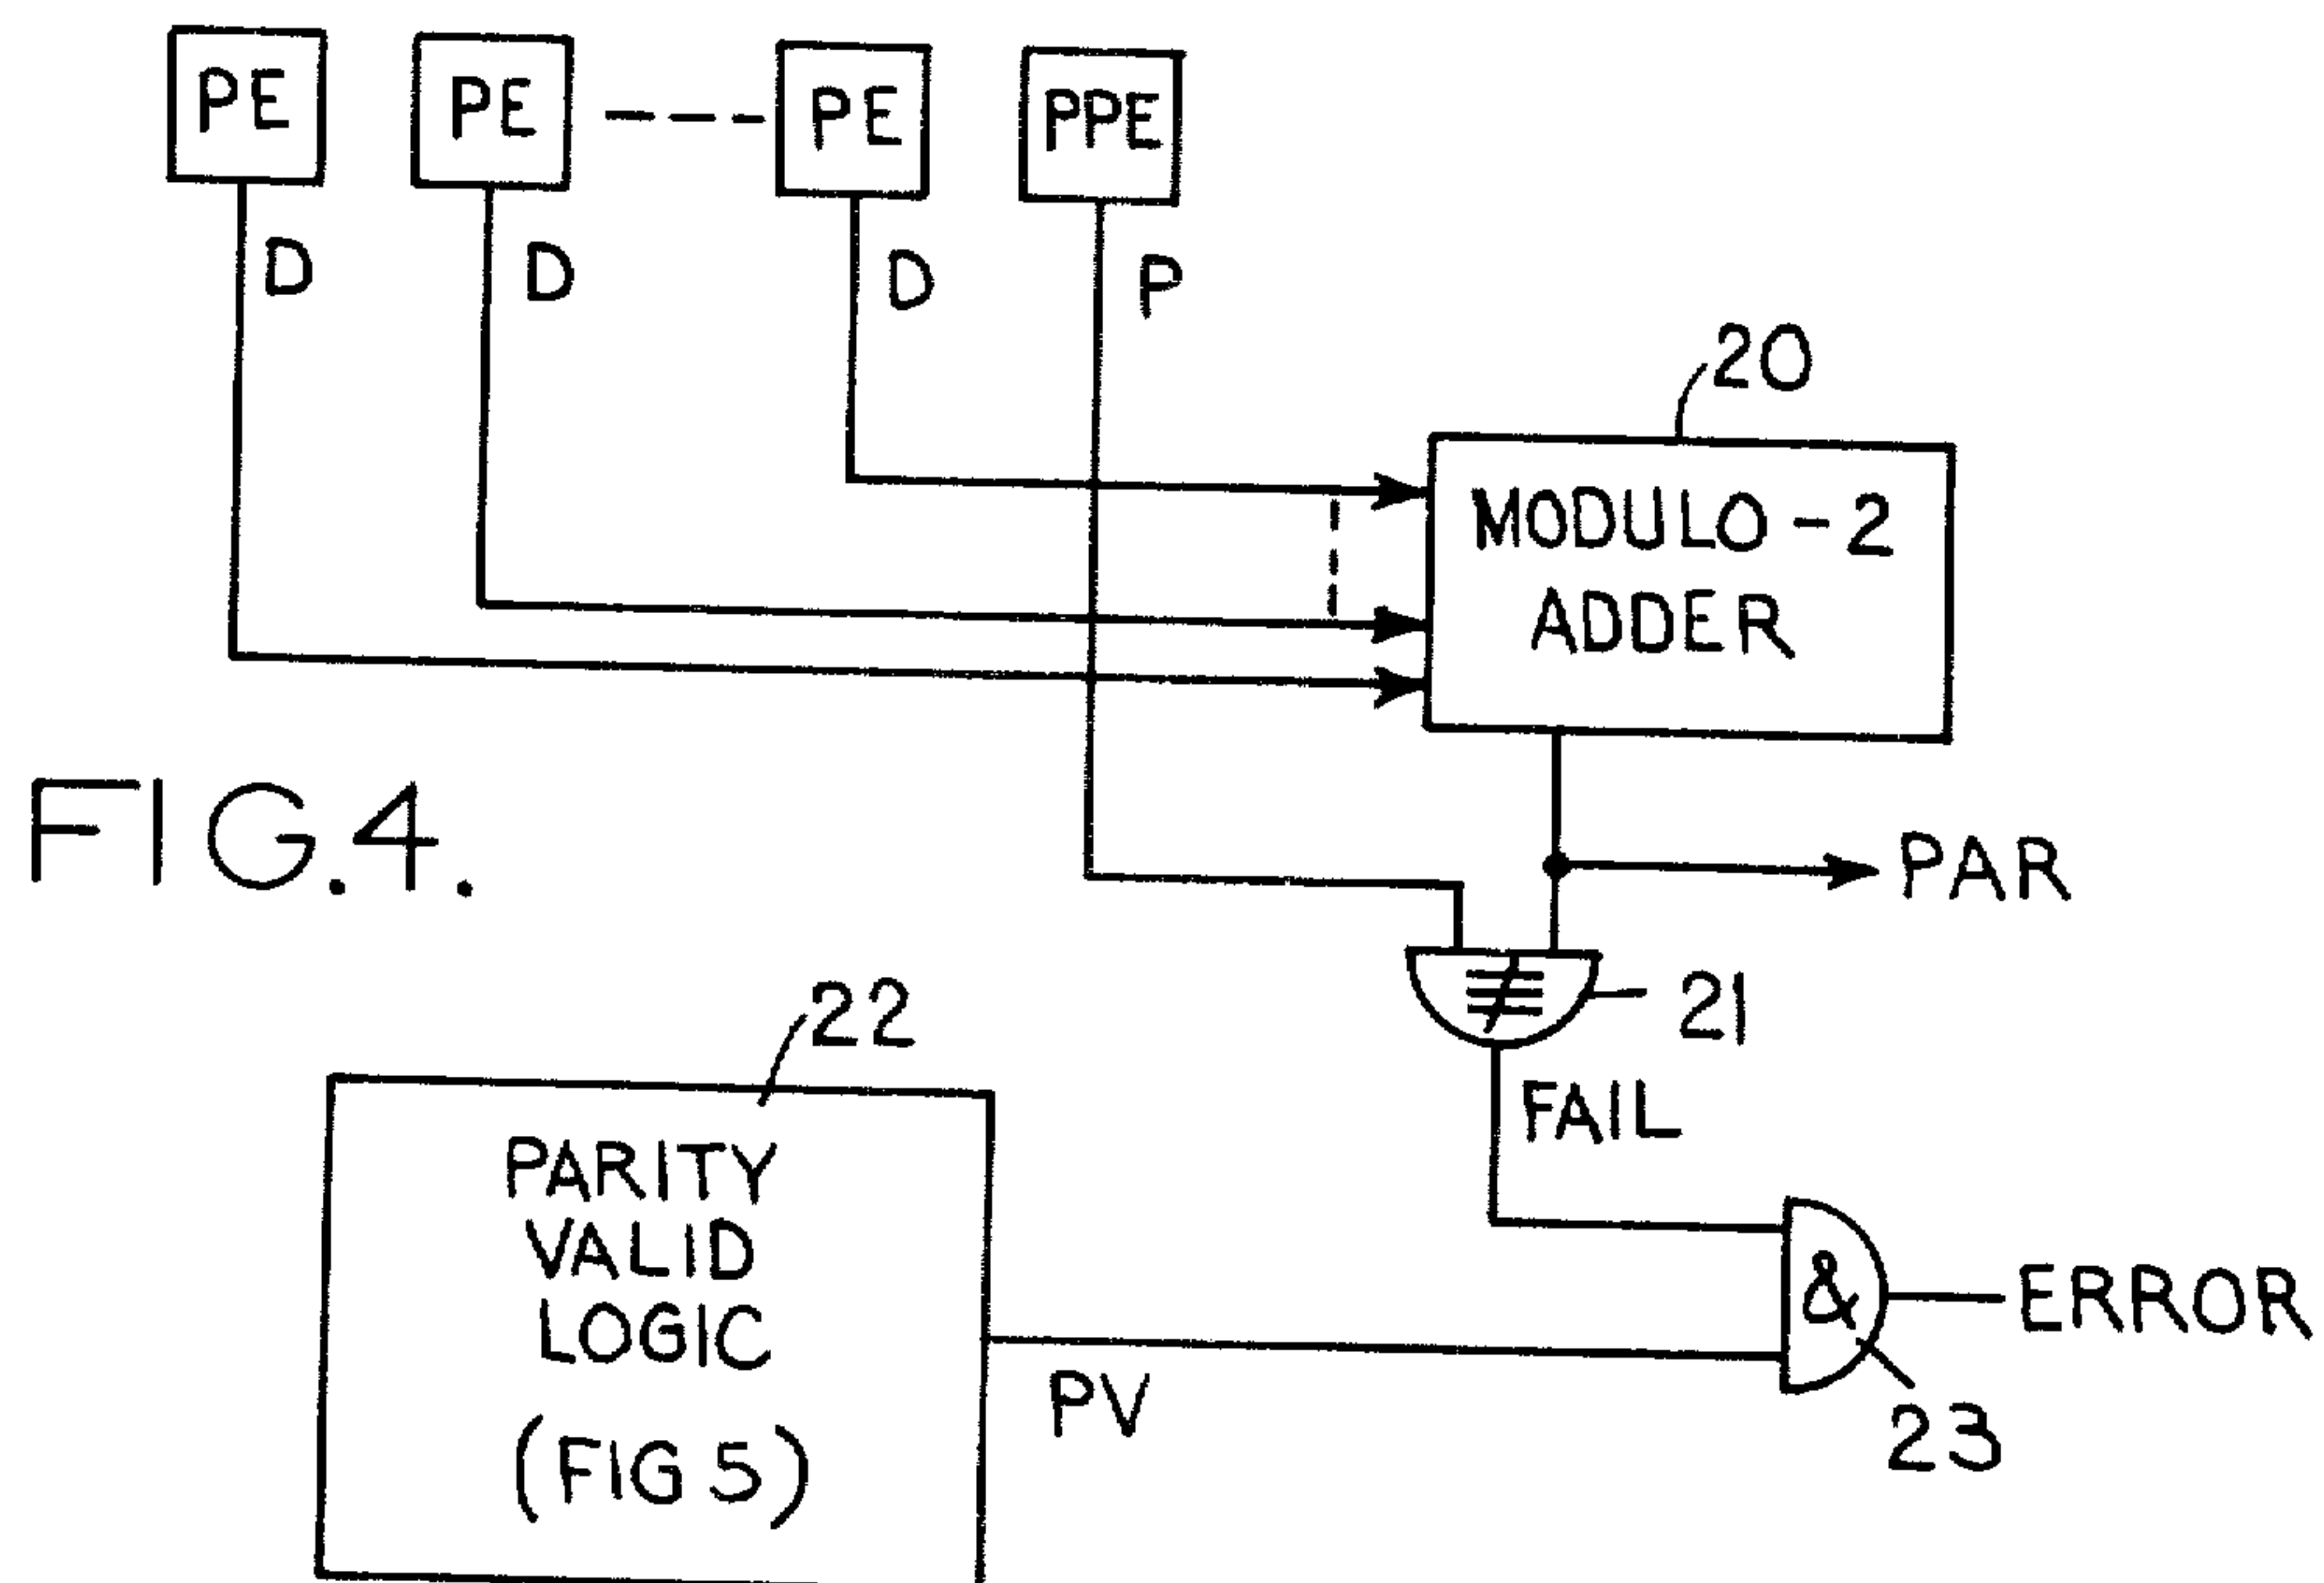 PE PE PE PPE
D D D P
20
MODULO-2
ADDER
FIG.4.
PAR
21
22
FAIL
PARITY
VALID
LOGIC
(FIG 5)
PV
&
ERROR
23